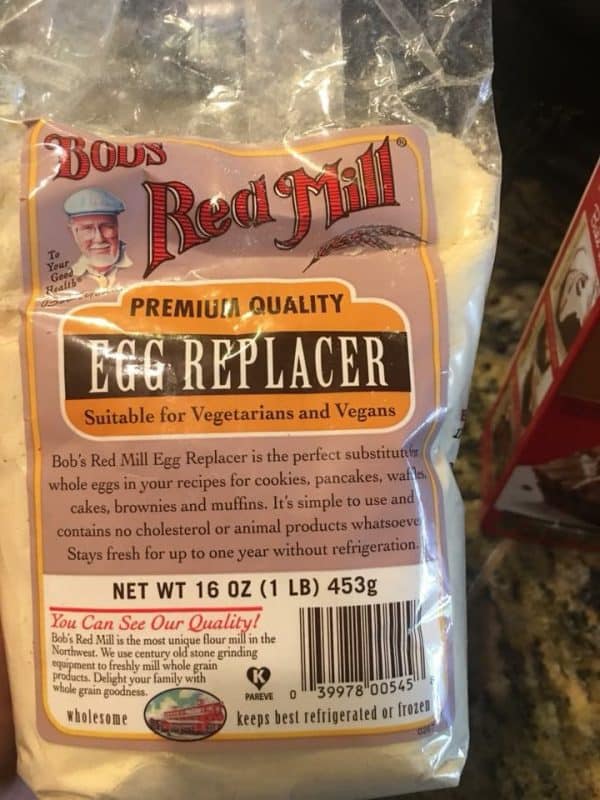 BOB'S
Red Mill®
To
Your
Good
Health®
PREMIUM QUALITY
EGG REPLACER
Suitable for Vegetarians and Vegans
Bob's Red Mill Egg Replacer is the perfect substitute for
whole eggs in your recipes for cookies, pancakes, waffles,
cakes, brownies and muffins. It's simple to use and
contains no cholesterol or animal products whatsoever
Stays fresh for up to one year without refrigeration.
NET WT 16 OZ (1 LB) 453g
You Can See Our Quality!
Bob's Red Mill is the most unique flour mill in the
Northwest. We use century old stone grinding
equipment to freshly mill whole grain
products. Delight your family with
whole grain goodness.
K
PAREVE
0 39978 00545
wholesome
keeps best refrigerated or frozen